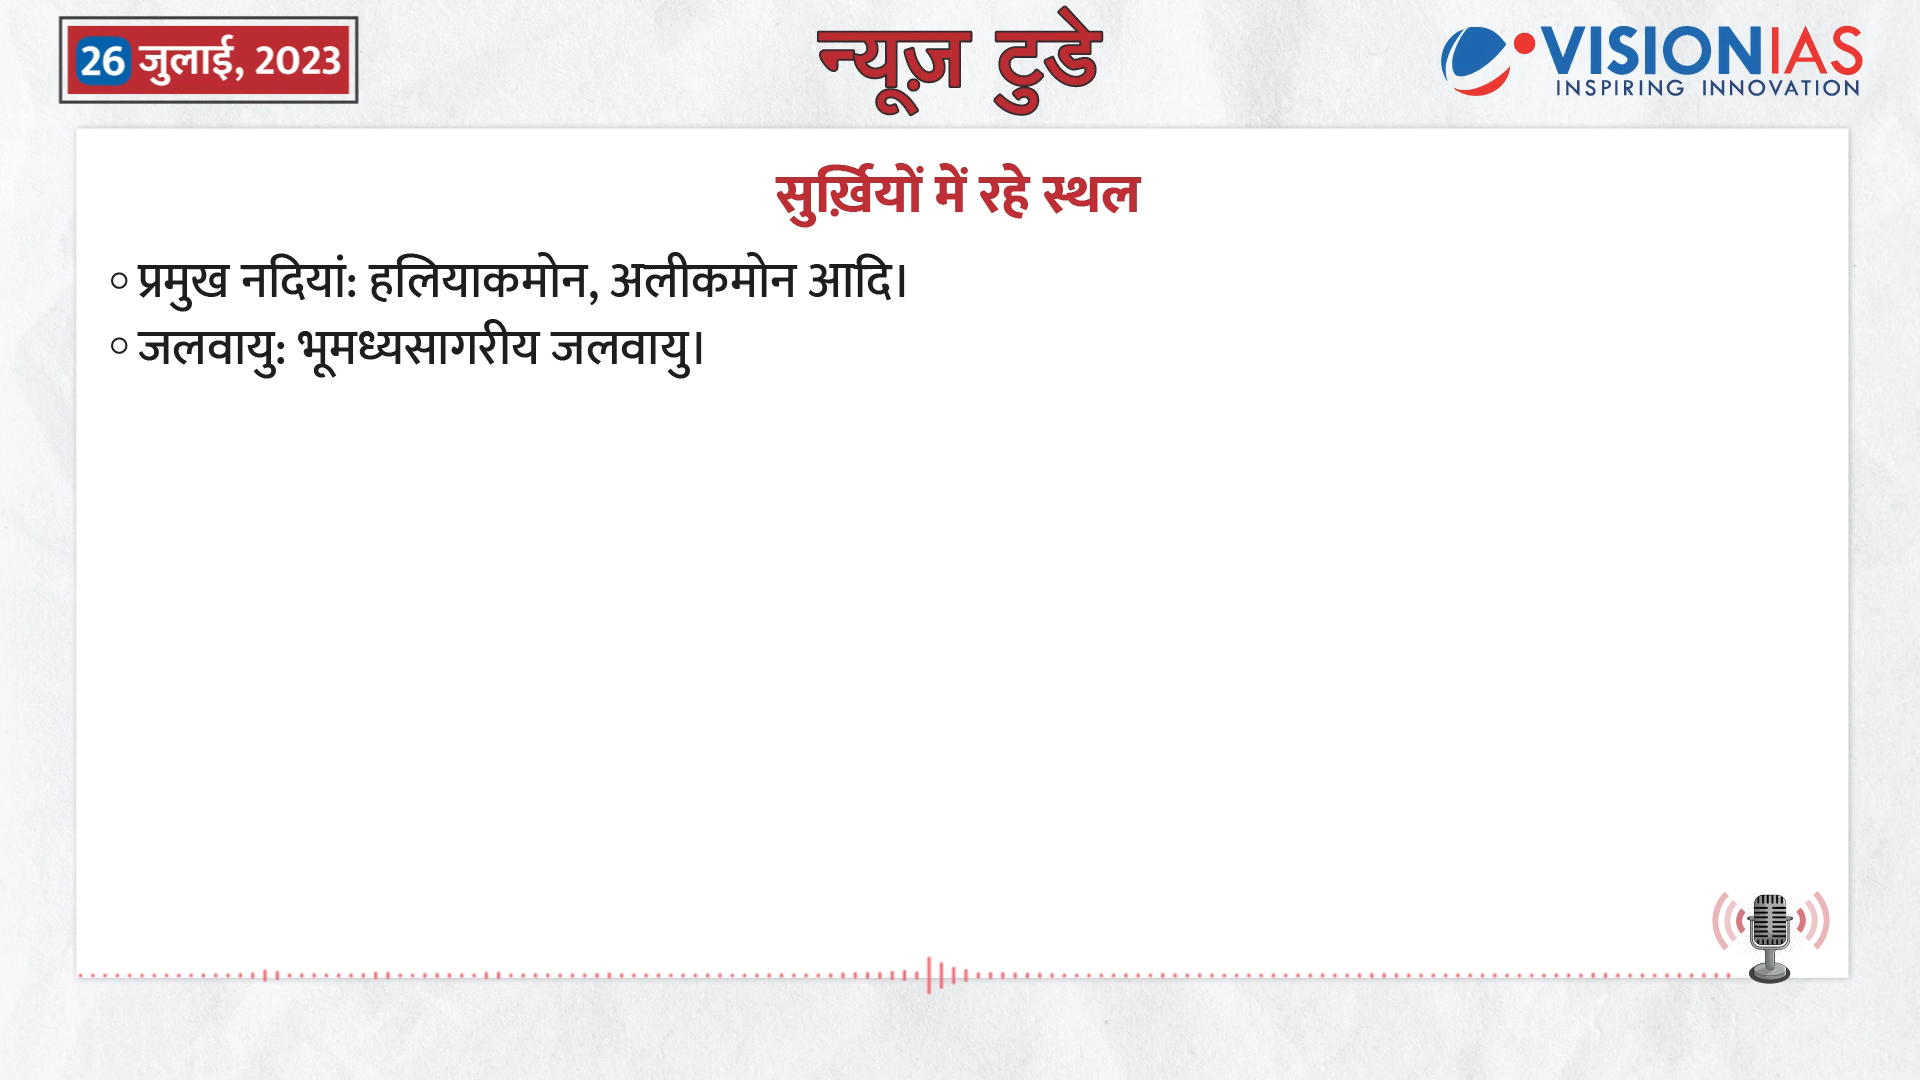 26 जुलाई, 2023
न्यूज़ टुडे
VISIONIAS
INSPIRING INNOVATION
सुर्ख़ियों में रहे स्थल
○ प्रमुख नदियां: हलियाकमोन, अलीकमोन आदि।
○ जलवायु: भूमध्यसागरीय जलवायु।